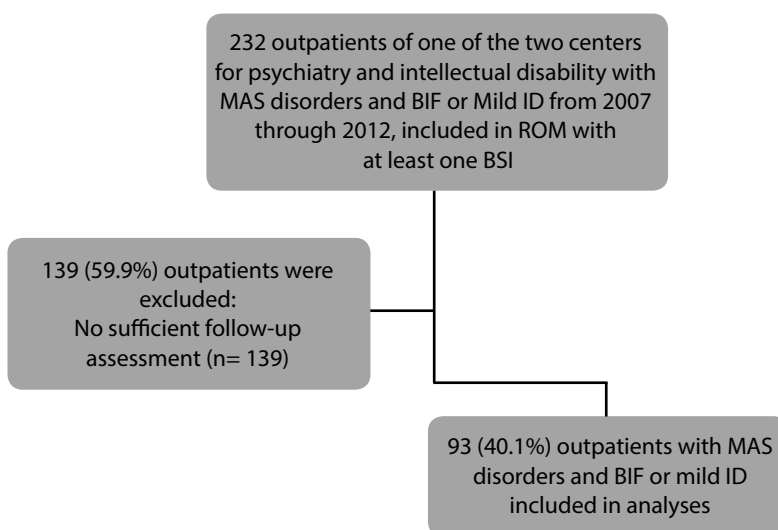 232 outpatients of one of the two centers
for psychiatry and intellectual disability with
MAS disorders and BIF or Mild ID from 2007
through 2012, included in ROM with
at least one BSI
139 (59.9%) outpatients were
excluded:
No sufficient follow-up
assessment (n= 139)
93 (40.1%) outpatients with MAS
disorders and BIF or mild ID
included in analyses